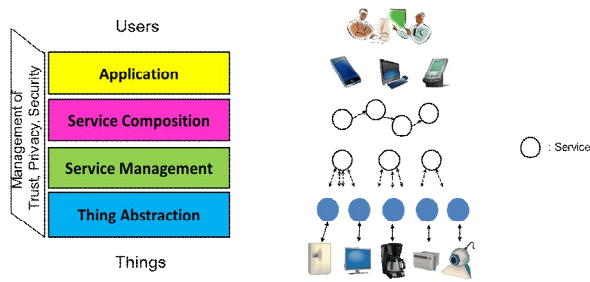 Users
Management of
Trust, Privacy, Security
Application
Service Composition
Service Management
Thing Abstraction
Things
: Service